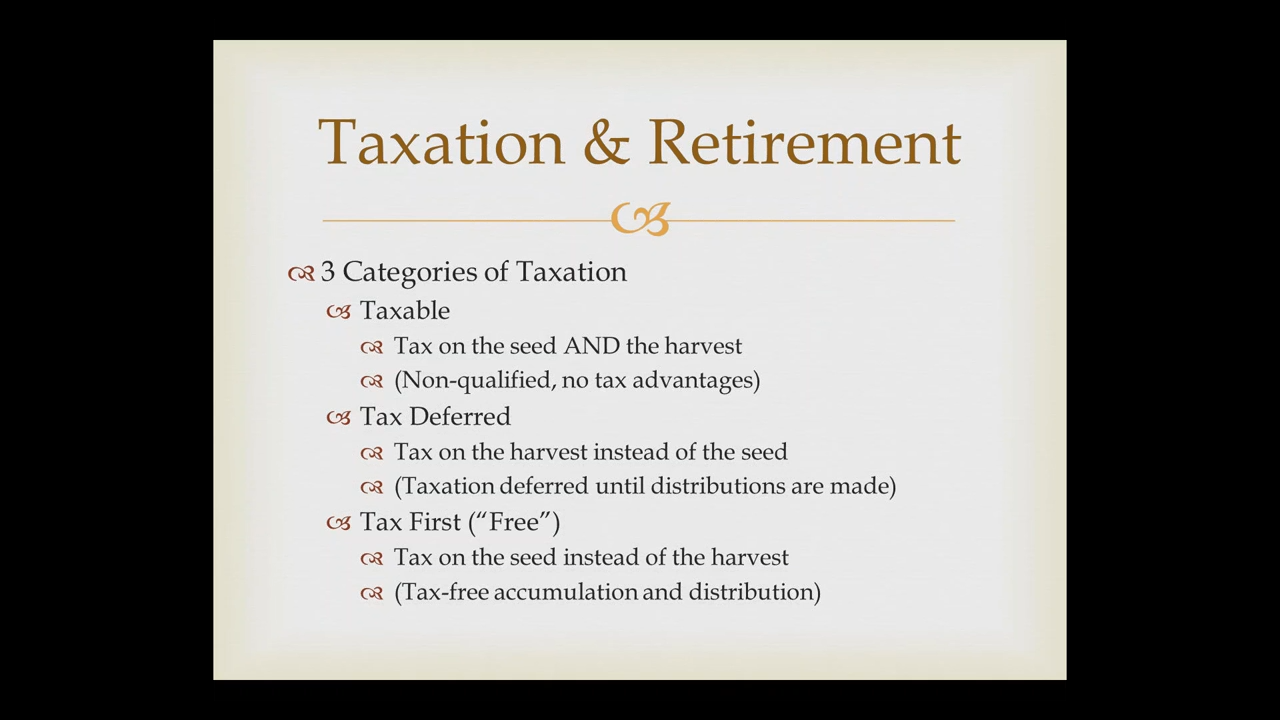 Taxation & Retirement
3 Categories of Taxation
Taxable
Tax on the seed AND the harvest
(Non-qualified, no tax advantages)
Tax Deferred
Tax on the harvest instead of the seed
(Taxation deferred until distributions are made)
Tax First (“Free”)
Tax on the seed instead of the harvest
(Tax-free accumulation and distribution)